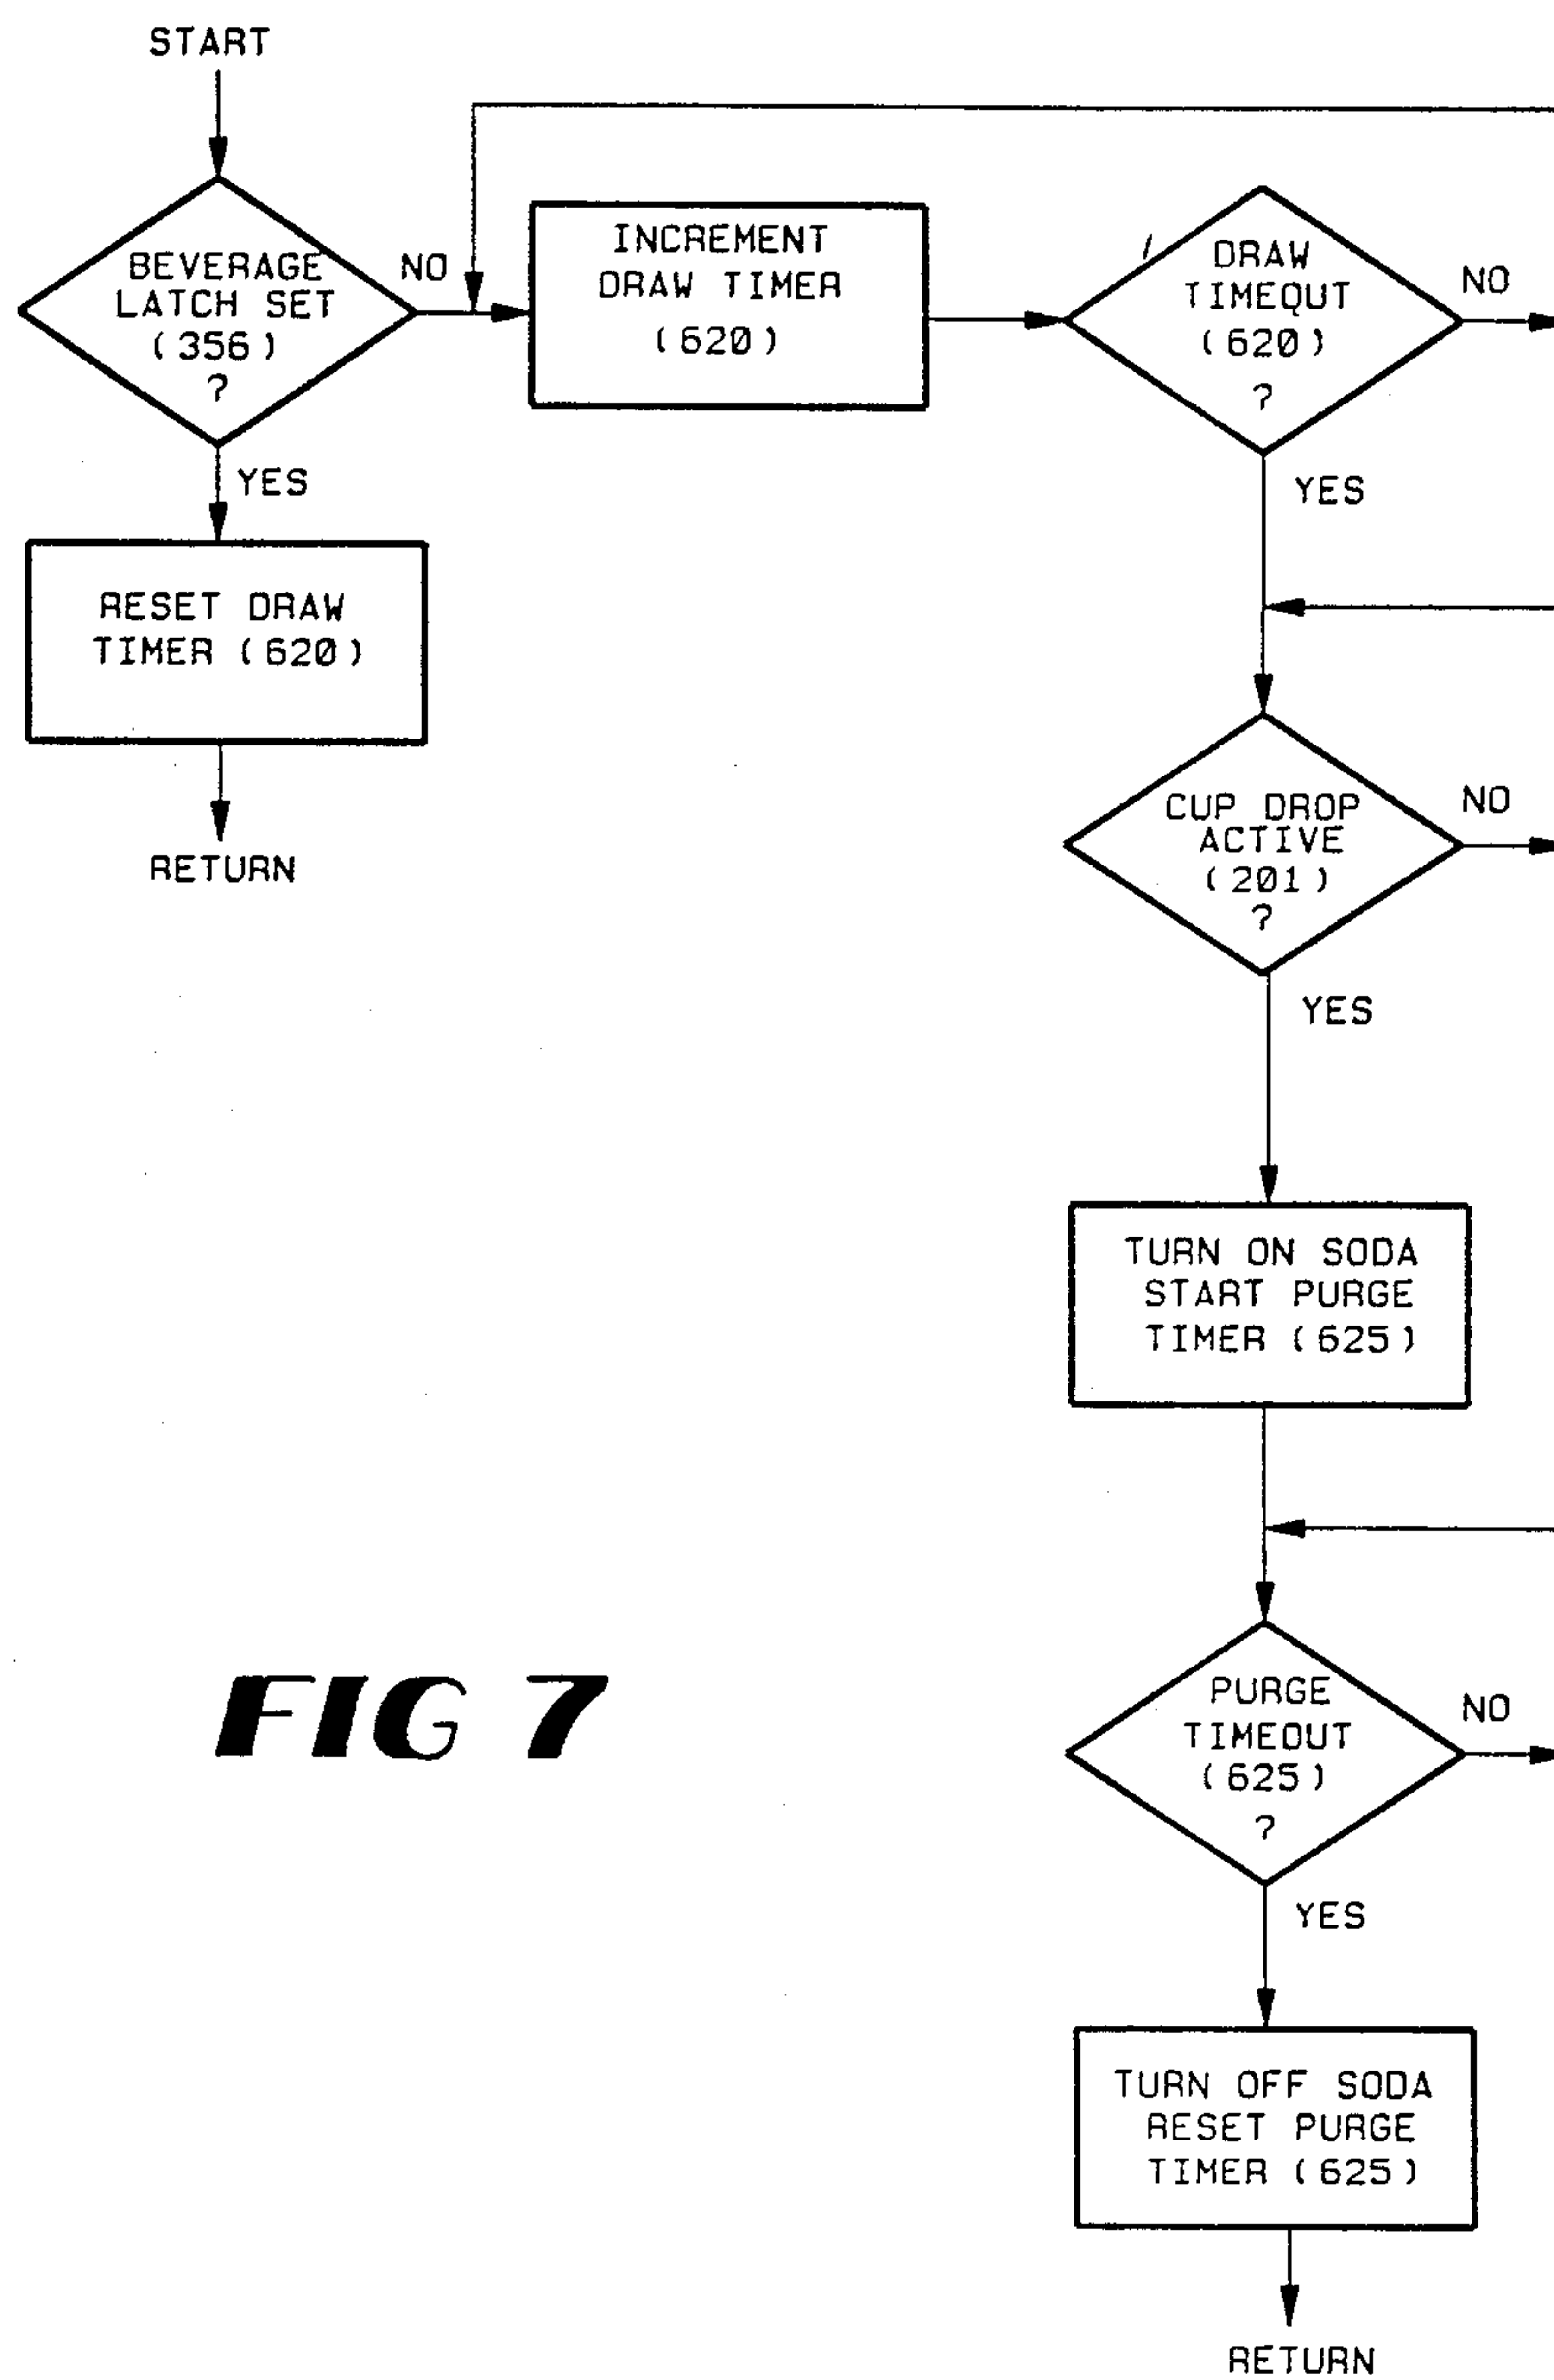 START
BEVERAGE
LATCH SET
(356)
?
NO
YES
RESET DRAW
TIMER (620)
RETURN
INCREMENT
DRAW TIMER
(620)
DRAW
TIMEOUT
(620)
?
NO
YES
CUP DROP
ACTIVE
(201)
?
NO
YES
TURN ON SODA
START PURGE
TIMER (625)
PURGE
TIMEOUT
(625)
?
NO
YES
TURN OFF SODA
RESET PURGE
TIMER (625)
RETURN
FIG 7